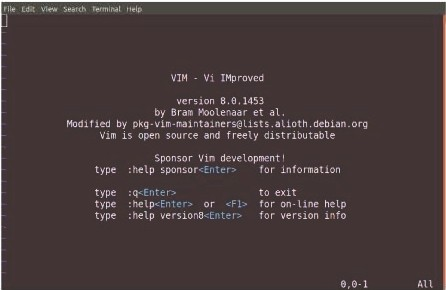 File Edit View Search Terminal Help
~
~
~
~
~
VIM - Vi IMproved
~
version 8.0.1453
by Bram Moolenaar et al.
Modified by pkg-vim-maintainers@lists.alioth.debian.org
Vim is open source and freely distributable
~
Sponsor Vim development!
type :help sponsor<Enter> for information
~
type :q<Enter> to exit
type :help<Enter> or <F1> for on-line help
type :help version8<Enter> for version info
~
~
~
~
~
0,0-1 All